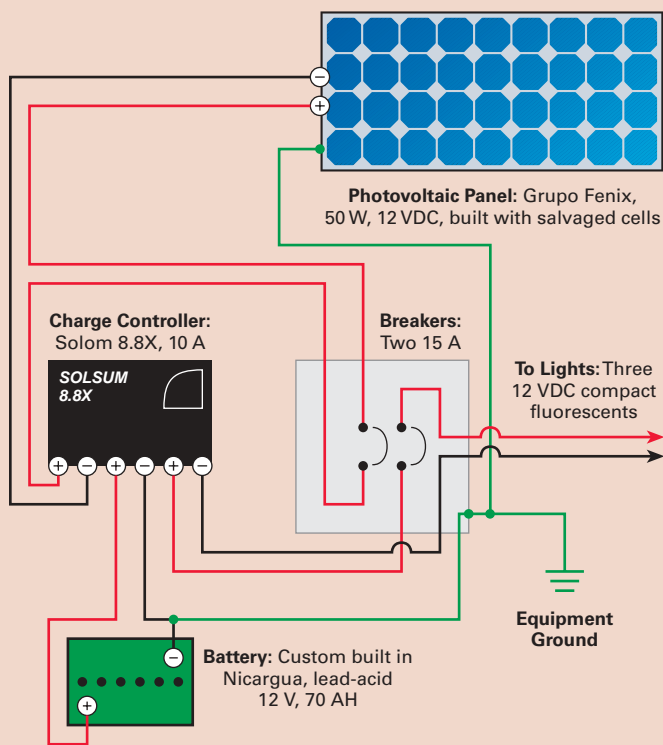 −
+
Photovoltaic Panel: Grupo Fenix,
50 W, 12 VDC, built with salvaged cells
Charge Controller:
Solom 8.8X, 10 A
Breakers:
Two 15 A
To Lights: Three
12 VDC compact
fluorescents
SOLSUM
8.8X
+ − + − + −
Equipment
Ground
−
+
Battery: Custom built in
Nicargua, lead-acid
12 V, 70 AH